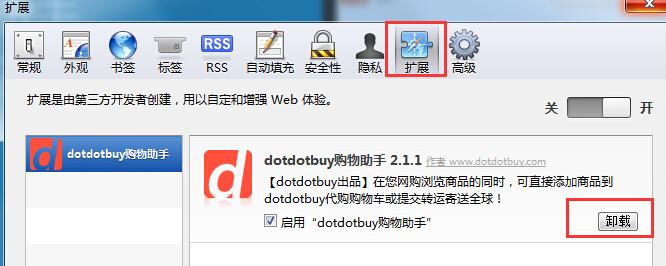 扩展
RSS
常规 外观 书签 标签 RSS 自动填充 安全性 隐私 扩展 高级
扩展是由第三方开发者创建，用以自定和增强 Web 体验。
关 开
d dotdotbuy购物助手
d
dotdotbuy购物助手 2.1.1 作者 www.dotdotbuy.com
【dotdotbuy出品】在您网购浏览商品的同时，可直接添加商品到
dotdotbuy代购购物车或提交转运寄送全球！
启用“dotdotbuy购物助手”
卸载